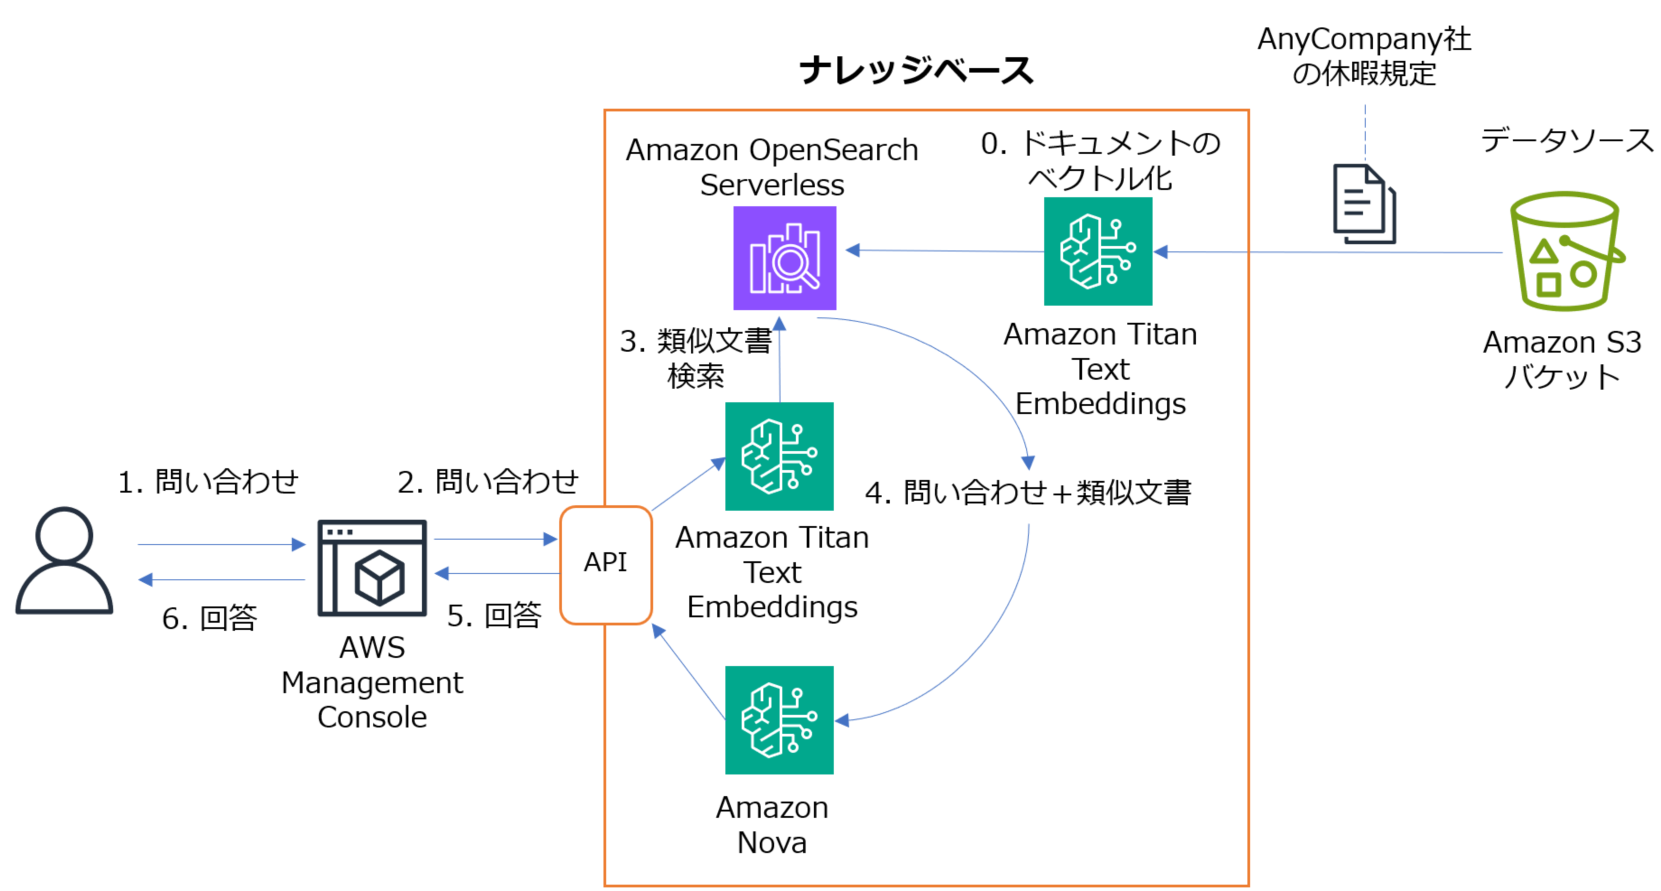 AnyCompany社
の休暇規定
ナレッジベース
データソース
Amazon OpenSearch
Serverless
0. ドキュメントの
ベクトル化
3. 類似文書
検索
Amazon Titan
Text
Embeddings
Amazon S3
バケット
1. 問い合わせ
2. 問い合わせ
4. 問い合わせ＋類似文書
API
Amazon Titan
Text
Embeddings
6. 回答
5. 回答
AWS
Management
Console
Amazon
Nova